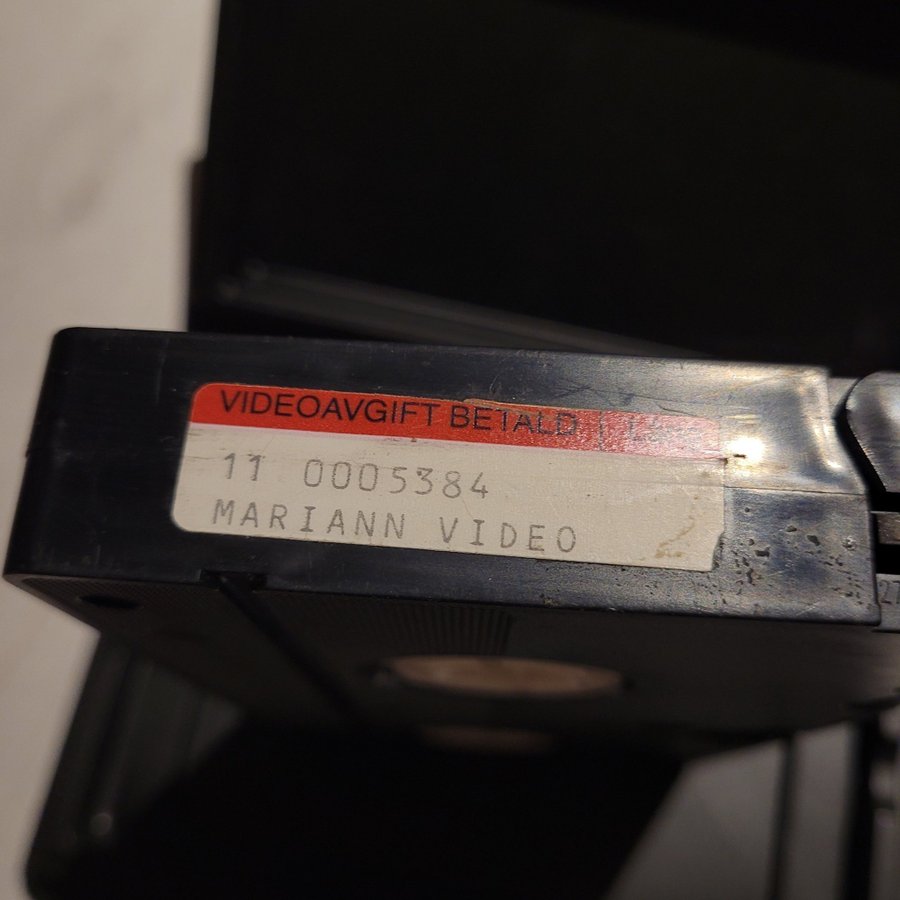 VIDEOAVGIFT BETALD
11 0005384
MARIANN VIDEO